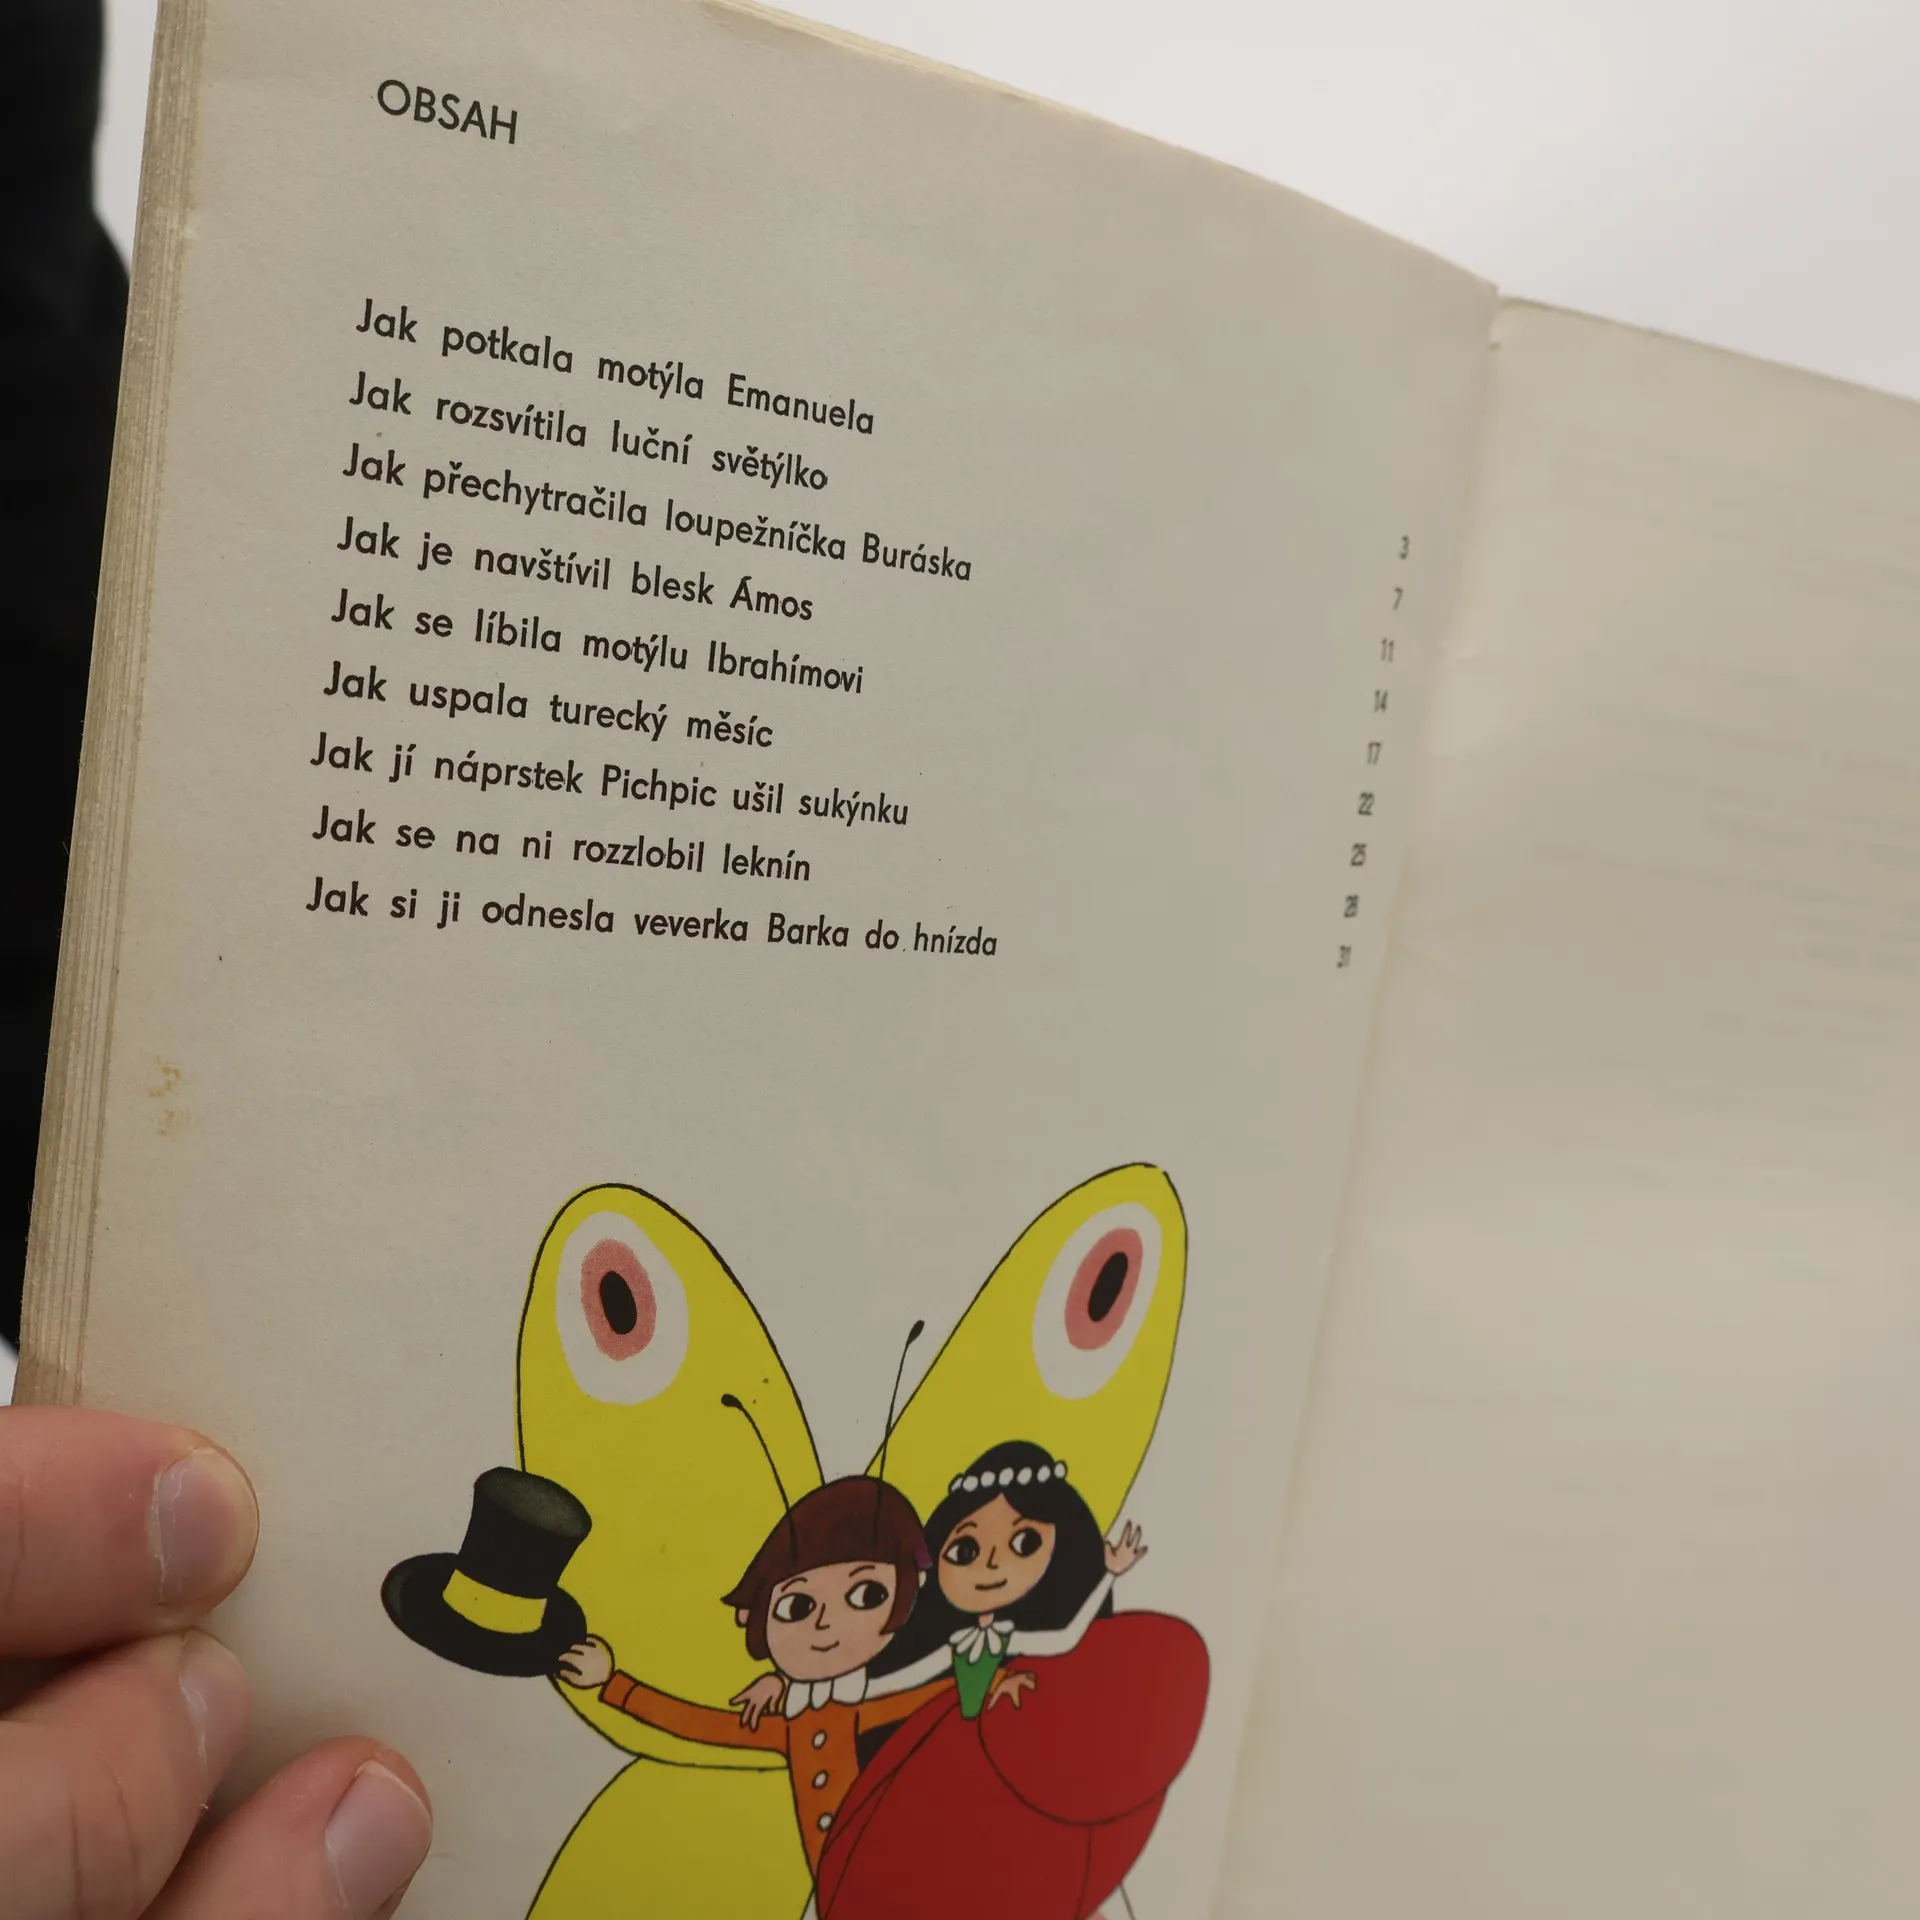 OBSAH
Jak potkala motýla Emanuela 3
Jak rozsvítila luční světýlko 7
Jak přechytračila loupežníčka Buráska 11
Jak je navštívil blesk Ámos 14
Jak se líbila motýlu Ibrahímovi 17
Jak uspala turecký měsíc 22
Jak jí náprstek Pichpic ušil sukýnku 25
Jak se na ni rozzlobil leknín 28
Jak si ji odnesla veverka Barka do hnízda 31